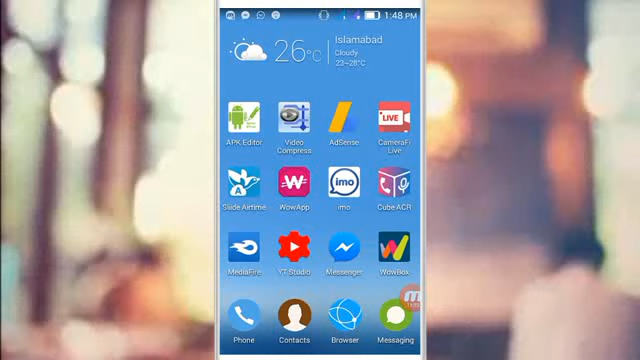 1:48 PM
26°C
Islamabad
Cloudy
23~28°C
APK Editor
Video Compress
AdSense
LIVE
CameraFi Live
Slide Airtime
WowApp
imo
imo
Cube ACR
MediaFire
YT Studio
Messenger
WowBox
Phone
Contacts
Browser
Messaging